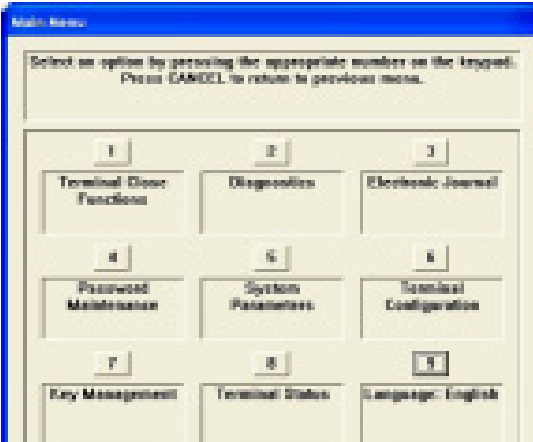 Main Menu
Select an option by pressing the appropriate number on the keypad.
Press CANCEL to return to previous menu.
1 2 3
Terminal Close Functions
Diagnostics
Electronic Journal
4 5 6
Password Maintenance
System Parameters
Terminal Configuration
7 8 9
Key Management
Terminal Status
Language: English